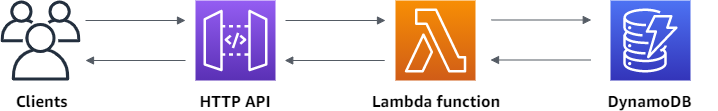 Clients
HTTP API
Lambda function
DynamoDB